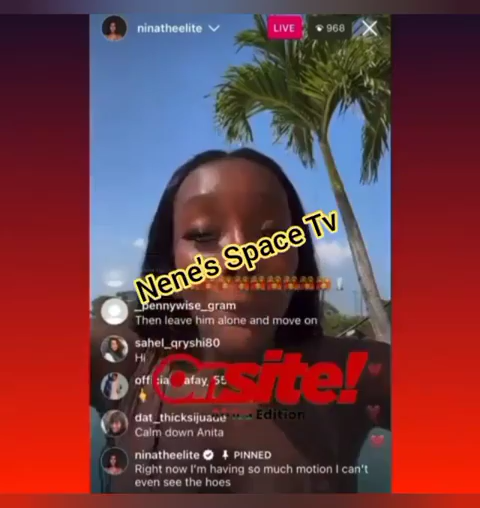 ninatheelite
LIVE
968
Nene's Space Tv
_pennywise_gram
Then leave him alone and move on
sahel_qryshi80
Hi
Onsite!
Edition
dat_thicksijuade
Calm down Anita
ninatheelite PINNED
Right now I'm having so much motion I can't
even see the hoes